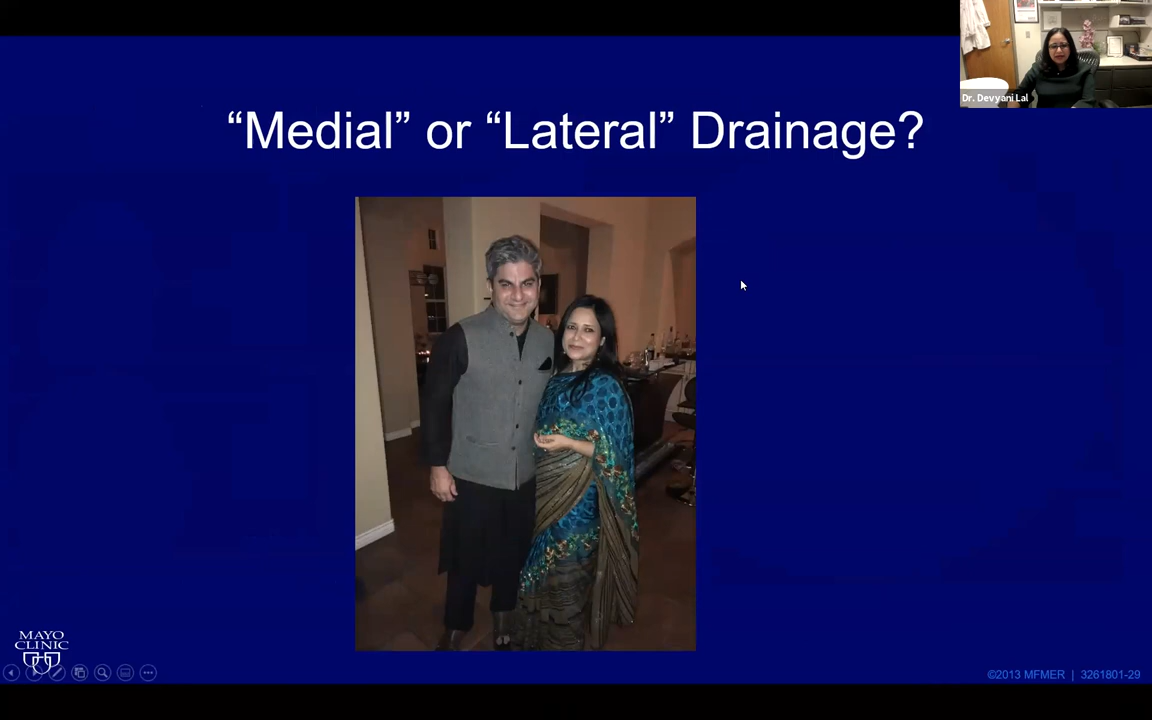 Dr. Devyani Lal
“Medial” or “Lateral” Drainage?
MAYO
CLINIC
©2013 MFMER | 3261801-29